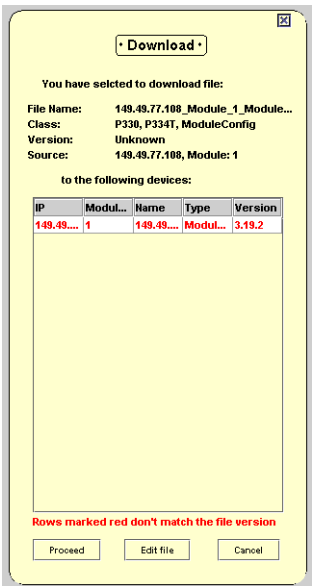 · Download ·
You have selcted to download file:
File Name: 149.49.77.108_Module_1_Module...
Class: P330, P334T, ModuleConfig
Version: Unknown
Source: 149.49.77.108, Module: 1
to the following devices:
IP Modul... Name Type Version
149.49.... 1 149.49.... Modul... 3.19.2
Rows marked red don't match the file version
Proceed Edit file Cancel